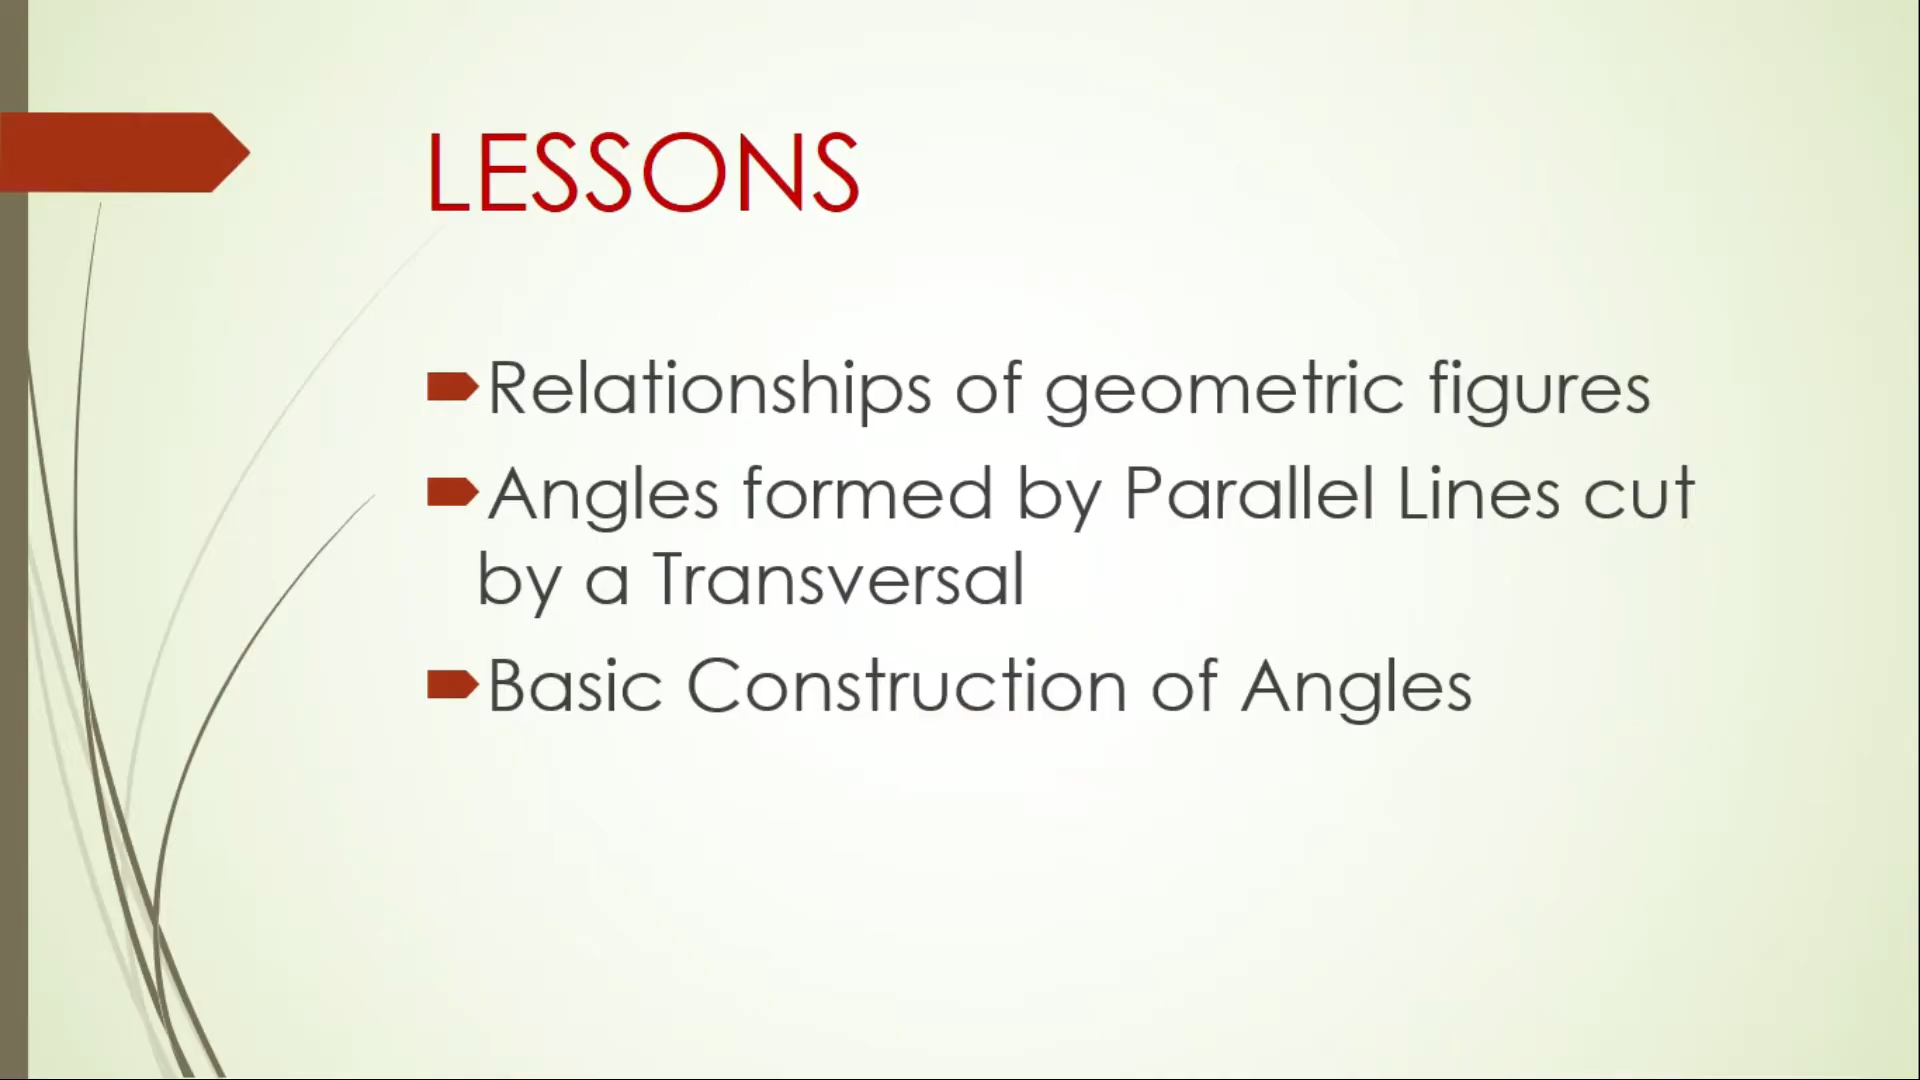 LESSONS
Relationships of geometric figures
Angles formed by Parallel Lines cut
by a Transversal
Basic Construction of Angles